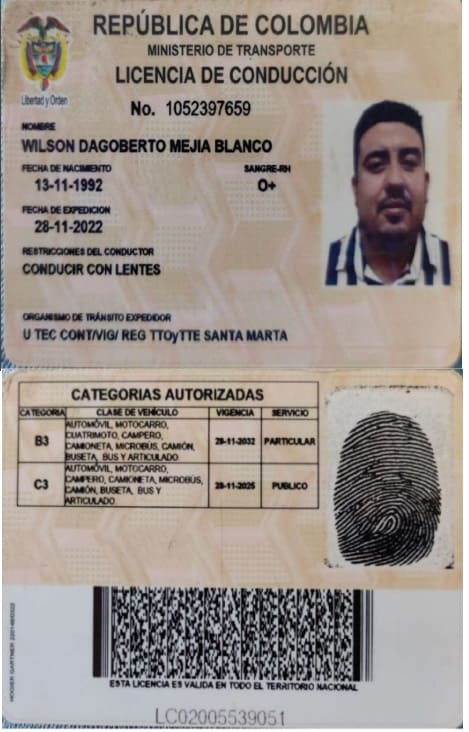 REPÚBLICA DE COLOMBIA
MINISTERIO DE TRANSPORTE
LICENCIA DE CONDUCCIÓN
Libertad y Orden
No. 1052397659
NOMBRE
WILSON DAGOBERTO MEJIA BLANCO
FECHA DE NACIMIENTO SANGRE-RH
13-11-1992 O+
FECHA DE EXPEDICION
28-11-2022
RESTRICCIONES DEL CONDUCTOR
CONDUCIR CON LENTES
ORGANISMO DE TRÁNSITO EXPEDIDOR
U TEC CONT/VIG/ REG TTOyTTE SANTA MARTA
CATEGORIAS AUTORIZADAS
CATEGORIA CLASE DE VEHÍCULO VIGENCIA SERVICIO
B3 AUTOMÓVIL, MOTOCARRO, CUATRIMOTO, CAMPERO, CAMIONETA, MICROBUS, CAMIÓN, BUSETA, BUS Y ARTICULADO. 28-11-2032 PARTICULAR
C3 AUTOMÓVIL, MOTOCARRO, CAMPERO, CAMIONETA, MICROBÚS, CAMIÓN, BUSETA, BUS Y ARTICULADO. 28-11-2025 PUBLICO
ESTA LICENCIA ES VALIDA EN TODO EL TERRITORIO NACIONAL
LC02005539051